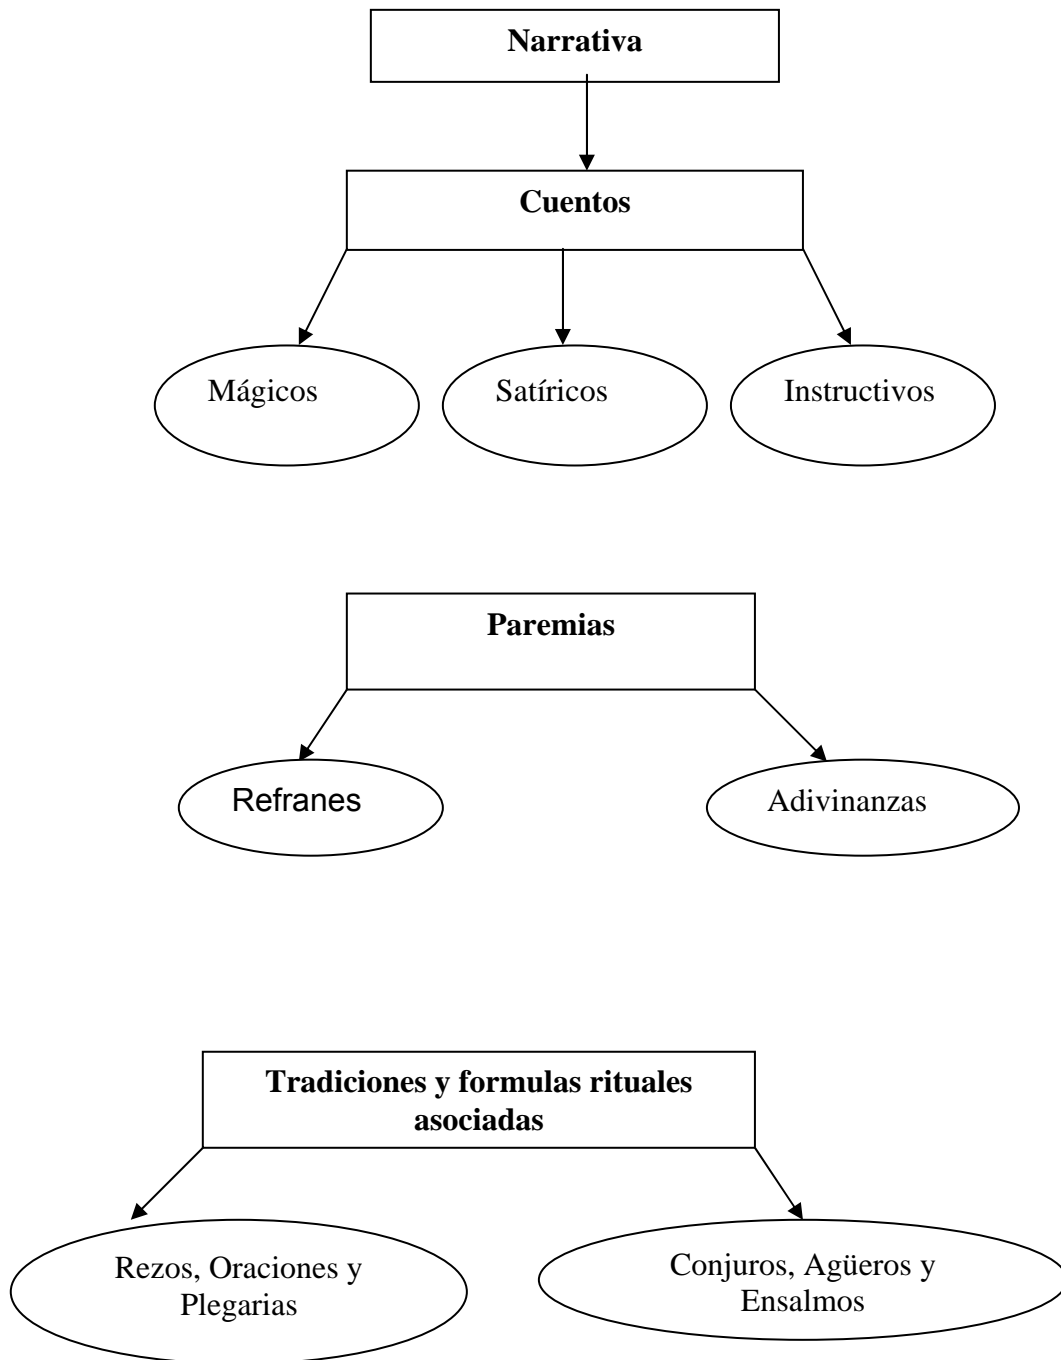 Narrativa
Cuentos
Mágicos
Satíricos
Instructivos
Paremias
Refranes
Adivinanzas
Tradiciones y formulas rituales
asociadas
Rezos, Oraciones y
Plegarias
Conjuros, Agüeros y
Ensalmos